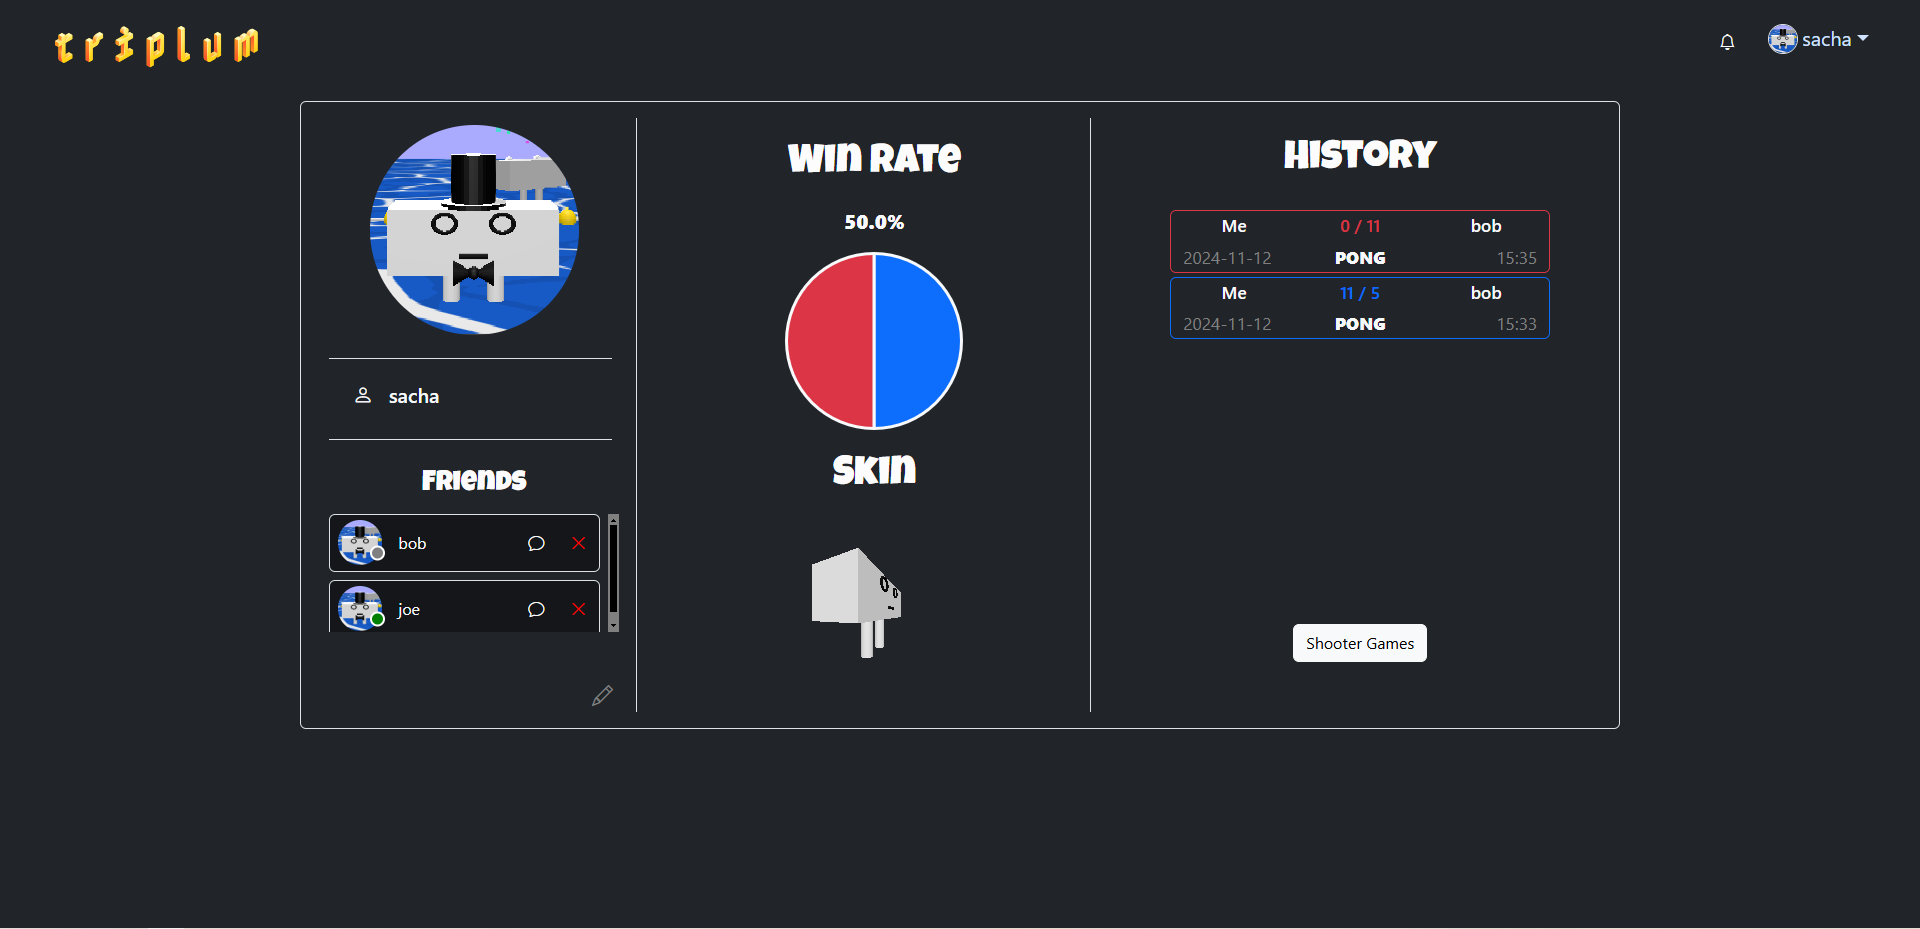 tr3plum
sacha
sacha
Friends
bob
joe
Win Rate
50.0%
Skin
History
Me 0 / 11 bob
2024-11-12 PONG 15:35
Me 11 / 5 bob
2024-11-12 PONG 15:33
Shooter Games